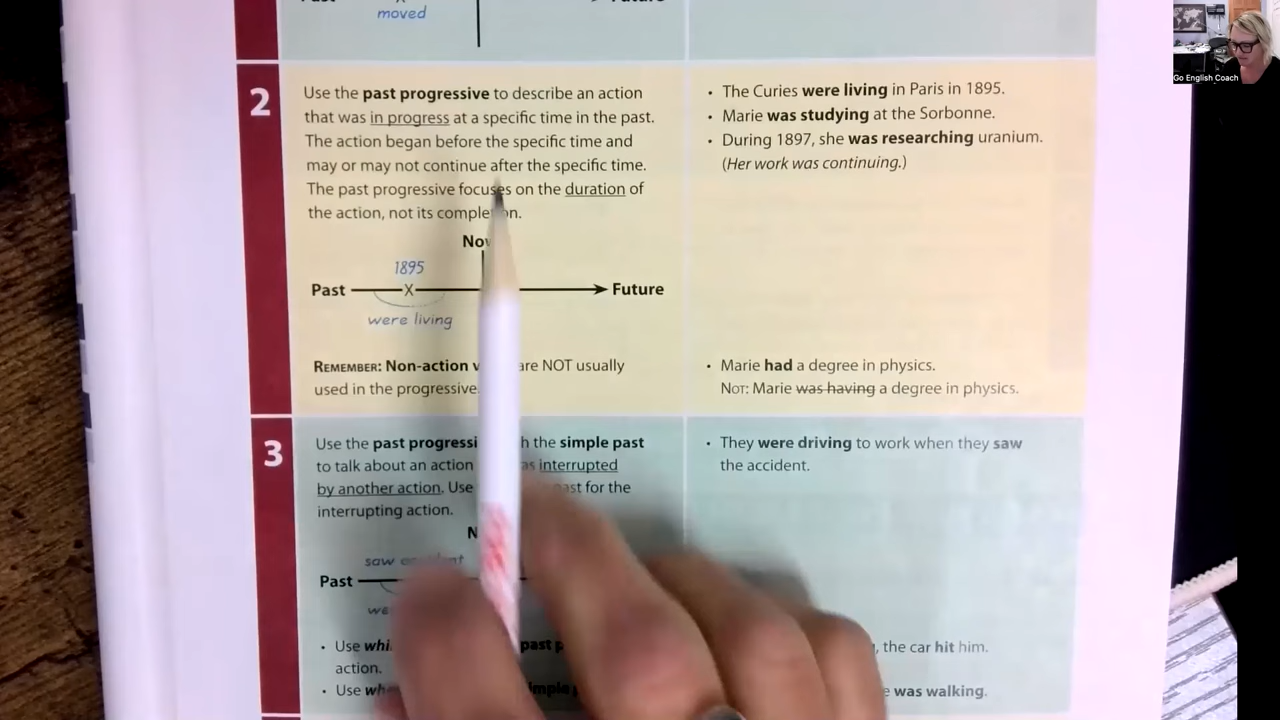 moved
Future
Go English Coach
2
Use the past progressive to describe an action
that was in progress at a specific time in the past.
The action began before the specific time and
may or may not continue after the specific time.
The past progressive focuses on the duration of
the action, not its
1895
Past X Future
were living
REMEMBER: Non-action are NOT usually
used in the progressive
• The Curies were living in Paris in 1895.
• Marie was studying at the Sorbonne.
• During 1897, she was researching uranium.
(Her work was continuing.)
• Marie had a degree in physics.
NOT: Marie was having a degree in physics.
3
Use the past the simple past
to talk about an action interrupted
by another action. Use for the
interrupting action.
saw
Past
• Use
action.
• Use
• They were driving to work when they saw
the accident.
, the car hit him.
was walking.